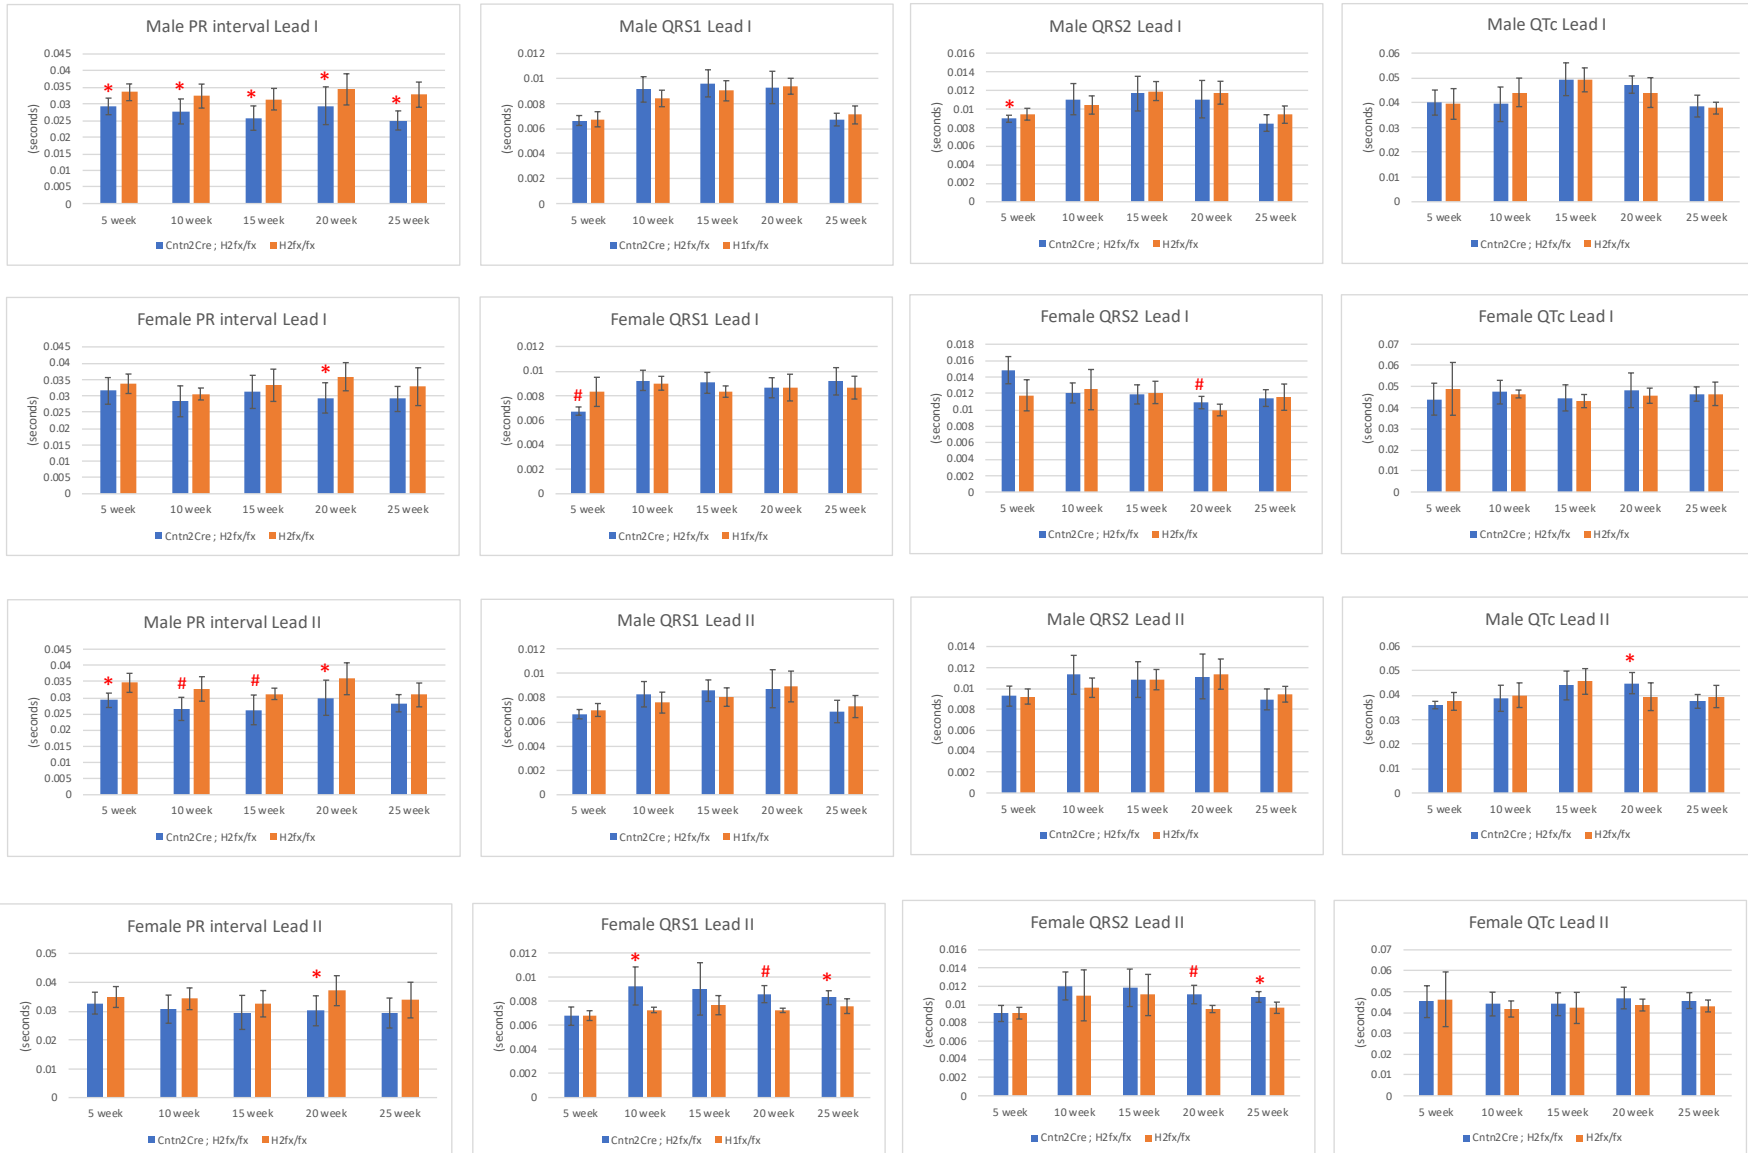 Male PR interval Lead I
(seconds)
0.045
0.04
0.035
0.03
0.025
0.02
0.015
0.01
0.005
0
* * * * *
5 week 10 week 15 week 20 week 25 week
Cntn2Cre ; H2fx/fx H2fx/fx
Male QRS1 Lead I
(seconds)
0.012
0.01
0.008
0.006
0.004
0.002
0
5 week 10 week 15 week 20 week 25 week
Cntn2Cre ; H2fx/fx H1fx/fx
Male QRS2 Lead I
(seconds)
0.016
0.014
0.012
0.01
0.008
0.006
0.004
0.002
0
*
5 week 10 week 15 week 20 week 25 week
Cntn2Cre ; H2fx/fx H2fx/fx
Male QTc Lead I
(seconds)
0.06
0.05
0.04
0.03
0.02
0.01
0
5 week 10 week 15 week 20 week 25 week
Cntn2Cre ; H2fx/fx H2fx/fx
Female PR interval Lead I
(seconds)
0.045
0.04
0.035
0.03
0.025
0.02
0.015
0.01
0.005
0
*
5 week 10 week 15 week 20 week 25 week
Cntn2Cre ; H2fx/fx H2fx/fx
Female QRS1 Lead I
(seconds)
0.012
0.01
0.008
0.006
0.004
0.002
0
#
5 week 10 week 15 week 20 week 25 week
Cntn2Cre ; H2fx/fx H1fx/fx
Female QRS2 Lead I
(seconds)
0.018
0.016
0.014
0.012
0.01
0.008
0.006
0.004
0.002
0
#
5 week 10 week 15 week 20 week 25 week
Cntn2Cre ; H2fx/fx H2fx/fx
Female QTc Lead I
(seconds)
0.07
0.06
0.05
0.04
0.03
0.02
0.01
0
5 week 10 week 15 week 20 week 25 week
Cntn2Cre ; H2fx/fx H2fx/fx
Male PR interval Lead II
(seconds)
0.045
0.04
0.035
0.03
0.025
0.02
0.015
0.01
0.005
0
* # # *
5 week 10 week 15 week 20 week 25 week
Cntn2Cre ; H2fx/fx H2fx/fx
Male QRS1 Lead II
(seconds)
0.012
0.01
0.008
0.006
0.004
0.002
0
5 week 10 week 15 week 20 week 25 week
Cntn2Cre ; H2fx/fx H1fx/fx
Male QRS2 Lead II
(seconds)
0.014
0.012
0.01
0.008
0.006
0.004
0.002
0
5 week 10 week 15 week 20 week 25 week
Cntn2Cre ; H2fx/fx H2fx/fx
Male QTc Lead II
(seconds)
0.06
0.05
0.04
0.03
0.02
0.01
0
*
5 week 10 week 15 week 20 week 25 week
Cntn2Cre ; H2fx/fx H2fx/fx
Female PR interval Lead II
(seconds)
0.05
0.04
0.03
0.02
0.01
0
*
5 week 10 week 15 week 20 week 25 week
Cntn2Cre ; H2fx/fx H2fx/fx
Female QRS1 Lead II
(seconds)
0.012
0.01
0.008
0.006
0.004
0.002
0
* # *
5 week 10 week 15 week 20 week 25 week
Cntn2Cre ; H2fx/fx H1fx/fx
Female QRS2 Lead II
(seconds)
0.016
0.014
0.012
0.01
0.008
0.006
0.004
0.002
0
# *
5 week 10 week 15 week 20 week 25 week
Cntn2Cre ; H2fx/fx H2fx/fx
Female QTc Lead II
(seconds)
0.07
0.06
0.05
0.04
0.03
0.02
0.01
0
5 week 10 week 15 week 20 week 25 week
Cntn2Cre ; H2fx/fx H2fx/fx